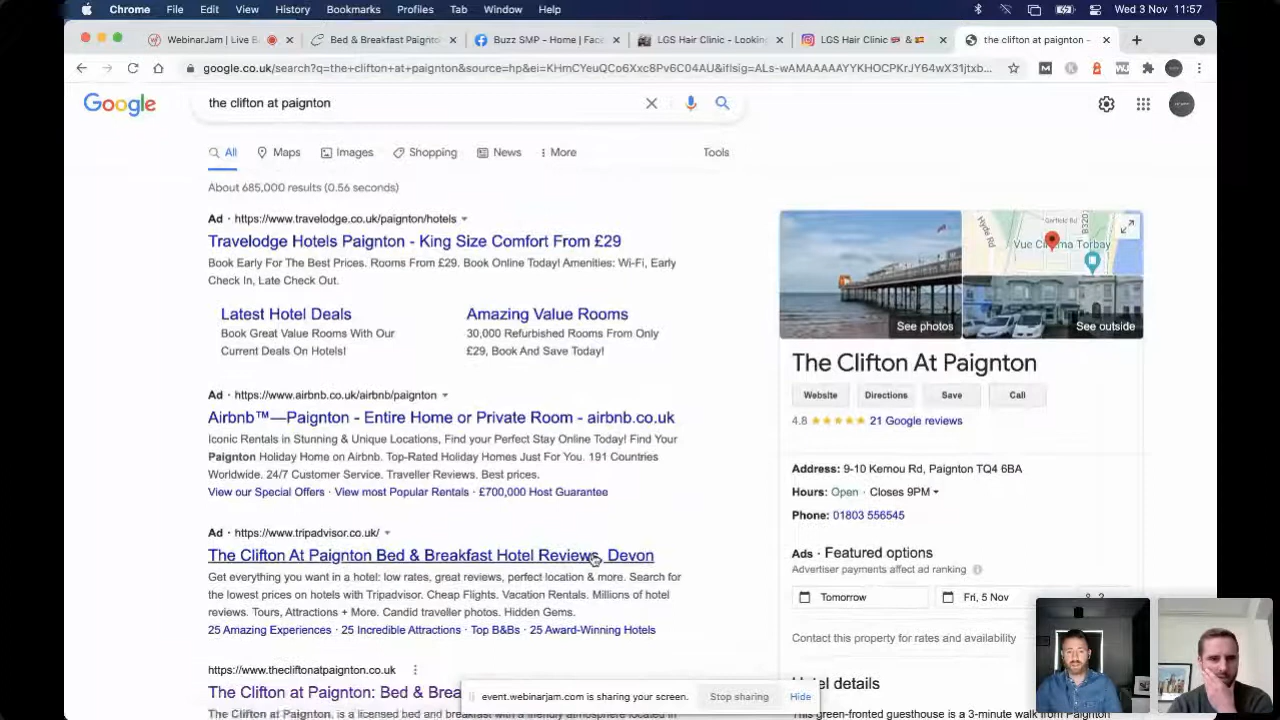 Chrome File Edit View History Bookmarks Profiles Tab Window Help Wed 3 Nov 11:57
WebinarJam | Live B Bed & Breakfast Paignto Buzz SMP - Home | Fac LGS Hair Clinic - Lookin LGS Hair Clinic the clifton at paignton -
google.co.uk/search?q=the+clifton+at+paignton&source=hp&ei=
Google the clifton at paignton
All Maps Images Shopping News More Tools
About 685,000 results (0.56 seconds)
Ad · https://www.travelodge.co.uk/paignton/hotels
Travelodge Hotels Paignton - King Size Comfort From £29
Book Early For The Best Prices. Rooms From £29. Book Online Today! Amenities: Wi-Fi, Early
Check In, Late Check Out.
Latest Hotel Deals
Book Great Value Rooms With Our
Current Deals On Hotels!
Amazing Value Rooms
30,000 Refurbished Rooms From Only
£29, Book And Save Today!
Ad · https://www.airbnb.co.uk/airbnb/paignton
Airbnb™—Paignton - Entire Home or Private Room - airbnb.co.uk
Iconic Rentals in Stunning & Unique Locations, Find your Perfect Stay Online Today! Find Your
Paignton Holiday Home on Airbnb. Top-Rated Holiday Homes Just For You. 191 Countries
Worldwide. 24/7 Customer Service. Traveller Reviews. Best prices.
View our Special Offers · View most Popular Rentals · £700,000 Host Guarantee
Ad · https://www.tripadvisor.co.uk/
The Clifton At Paignton Bed & Breakfast Hotel Reviews, Devon
Get everything you want in a hotel: low rates, great reviews, perfect location & more. Search for
the lowest prices on hotels with Tripadvisor. Cheap Flights. Vacation Rentals. Millions of hotel
reviews. Tours, Attractions + More. Candid traveller photos. Hidden Gems.
25 Amazing Experiences · 25 Incredible Attractions · Top B&Bs · 25 Award-Winning Hotels
https://www.thecliftonatpaignton.co.uk
The Clifton at Paignton: Bed & Brea
The Clifton at Paignton, is a licensed bed and breakfast with a friendly atmosphere located in
Garfield Rd
Hyde Rd
B320
Vue Cinema Torbay
See photos
See outside
The Clifton At Paignton
Website Directions Save Call
4.8 21 Google reviews
Address: 9-10 Kernou Rd, Paignton TQ4 6BA
Hours: Open · Closes 9PM
Phone: 01803 556545
Ads · Featured options
Advertiser payments affect ad ranking
Tomorrow Fri, 5 Nov 2
Contact this property for rates and availability
Hotel details
This green-fronted guesthouse is a 3-minute walk from Paignton
event.webinarjam.com is sharing your screen. Stop sharing Hide